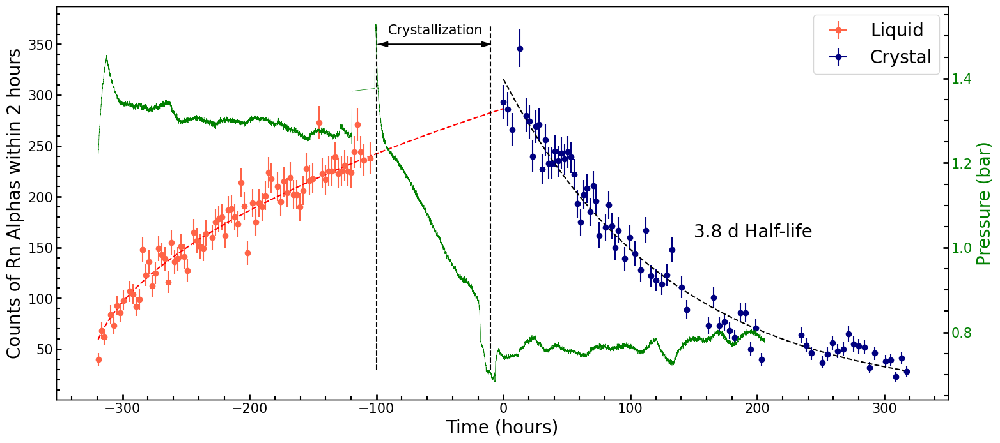 Crystallization
Liquid
Crystal
3.8 d Half-life
Counts of Rn Alphas within 2 hours
350
300
250
200
150
100
50
Pressure (bar)
1.4
1.2
1.0
0.8
−300 −200 −100 0 100 200 300
Time (hours)